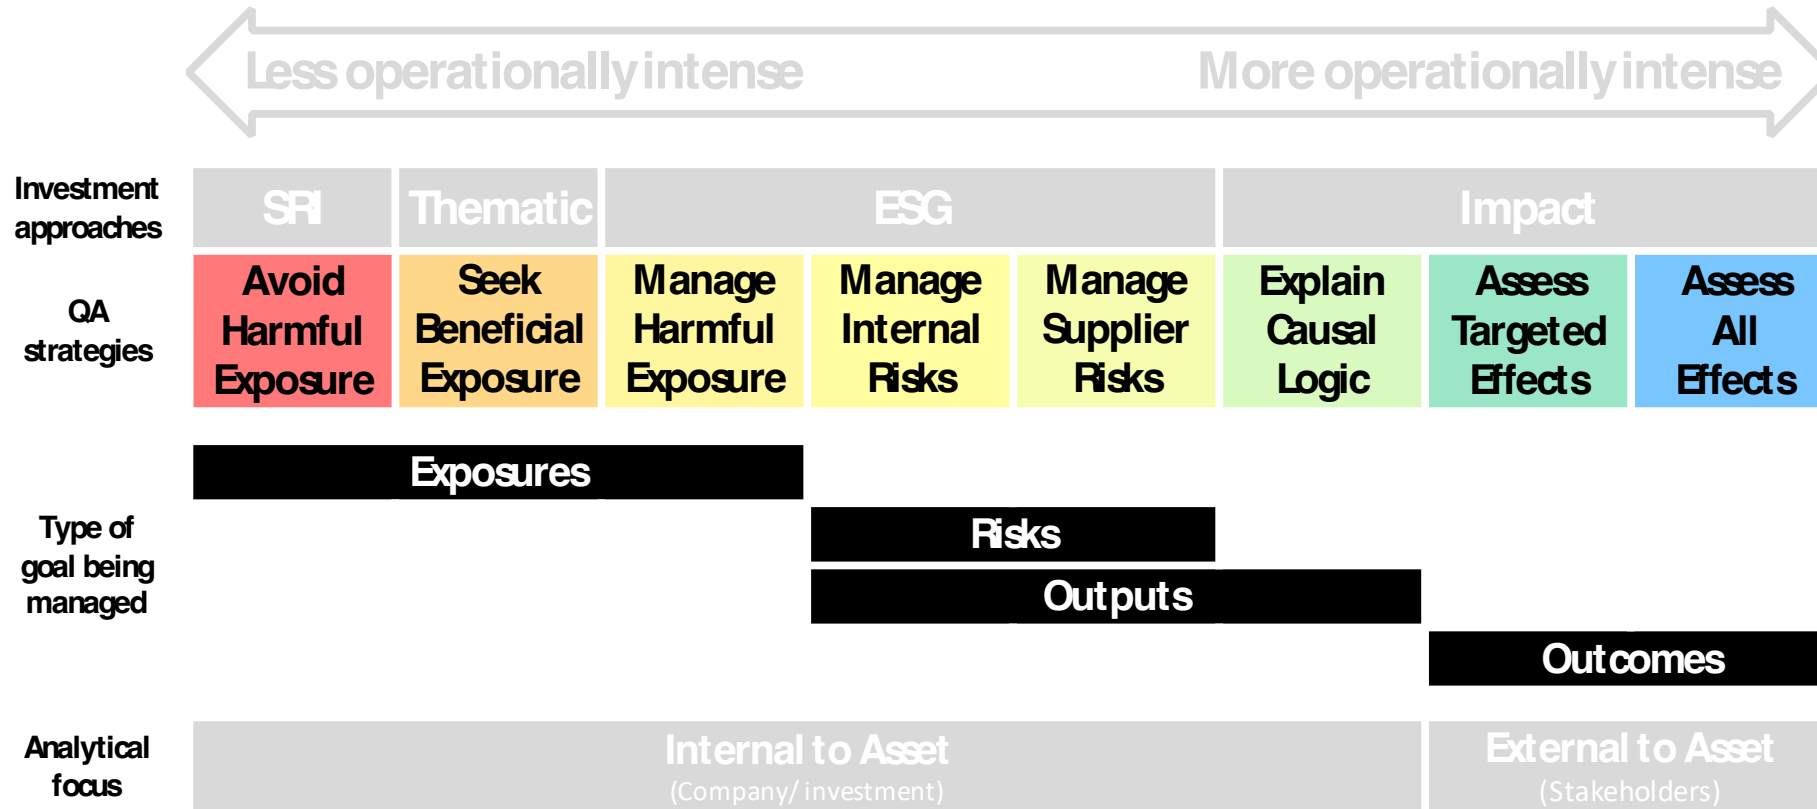 Less operationally intense
More operationally intense
Investment
approaches
SRI
Thematic
ESG
Impact
QA
strategies
Avoid
Harmful
Exposure
Seek
Beneficial
Exposure
Manage
Harmful
Exposure
Manage
Internal
Risks
Manage
Supplier
Risks
Explain
Causal
Logic
Assess
Targeted
Effects
Assess
All
Effects
Type of
goal being
managed
Exposures
Risks
Outputs
Outcomes
Analytical
focus
Internal to Asset
(Company/ investment)
External to Asset
(Stakeholders)